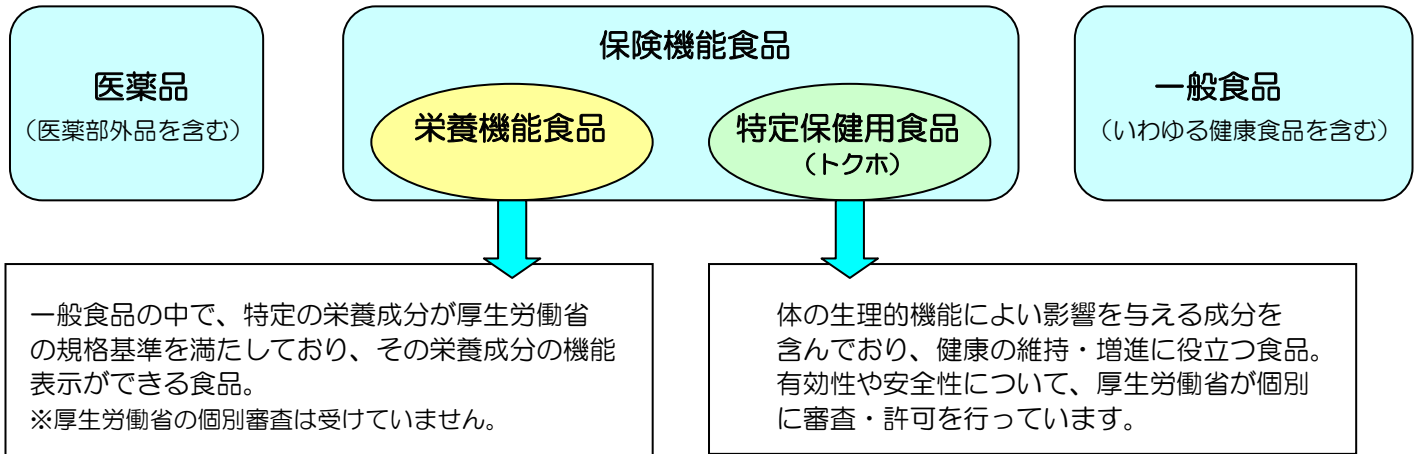 医薬品
（医薬部外品を含む）
保険機能食品
栄養機能食品
特定保健用食品
（トクホ）
一般食品
（いわゆる健康食品を含む）
一般食品の中で、特定の栄養成分が厚生労働省
の規格基準を満たしており、その栄養成分の機能
表示ができる食品。
※厚生労働省の個別審査は受けていません。
体の生理的機能によい影響を与える成分を
含んでおり、健康の維持・増進に役立つ食品。
有効性や安全性について、厚生労働省が個別
に審査・許可を行っています。